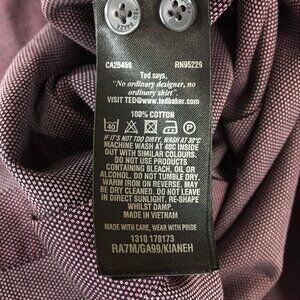 CA25459 RN95229
Ted says,
"No ordinary designer, no
ordinary shirt".
VISIT TED@www.tedbaker.com
100% COTTON
40
IF IT'S NOT TOO DIRTY, WASH AT 30°C
MACHINE WASH AT 40C INSIDE
OUT WITH SIMILAR COLOURS.
DO NOT USE PRODUCTS
CONTAINING BLEACH, OIL OR
ALCOHOL. DO NOT TUMBLE DRY.
WARM IRON ON REVERSE. MAY
BE DRY CLEANED. DO NOT LEAVE
IN DIRECT SUNLIGHT. RE-SHAPE
WHILST DAMP.
MADE IN VIETNAM
MADE WITH CARE, WEAR WITH PRIDE
1310 178173
RA7M/GA99/KIANEH